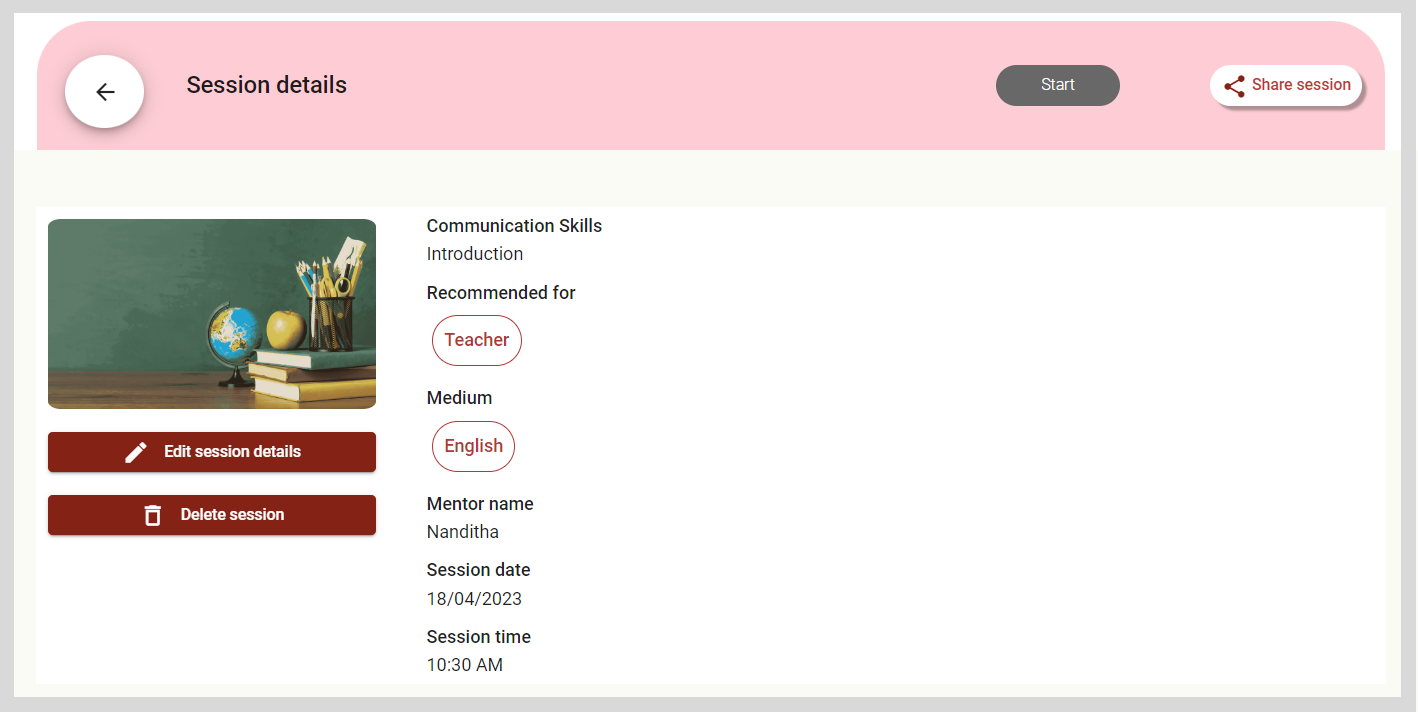 Session details
Start
Share session
Communication Skills
Introduction
Recommended for
Teacher
Medium
English
Edit session details
Mentor name
Delete session
Nanditha
Session date
18/04/2023
Session time
10:30 AM